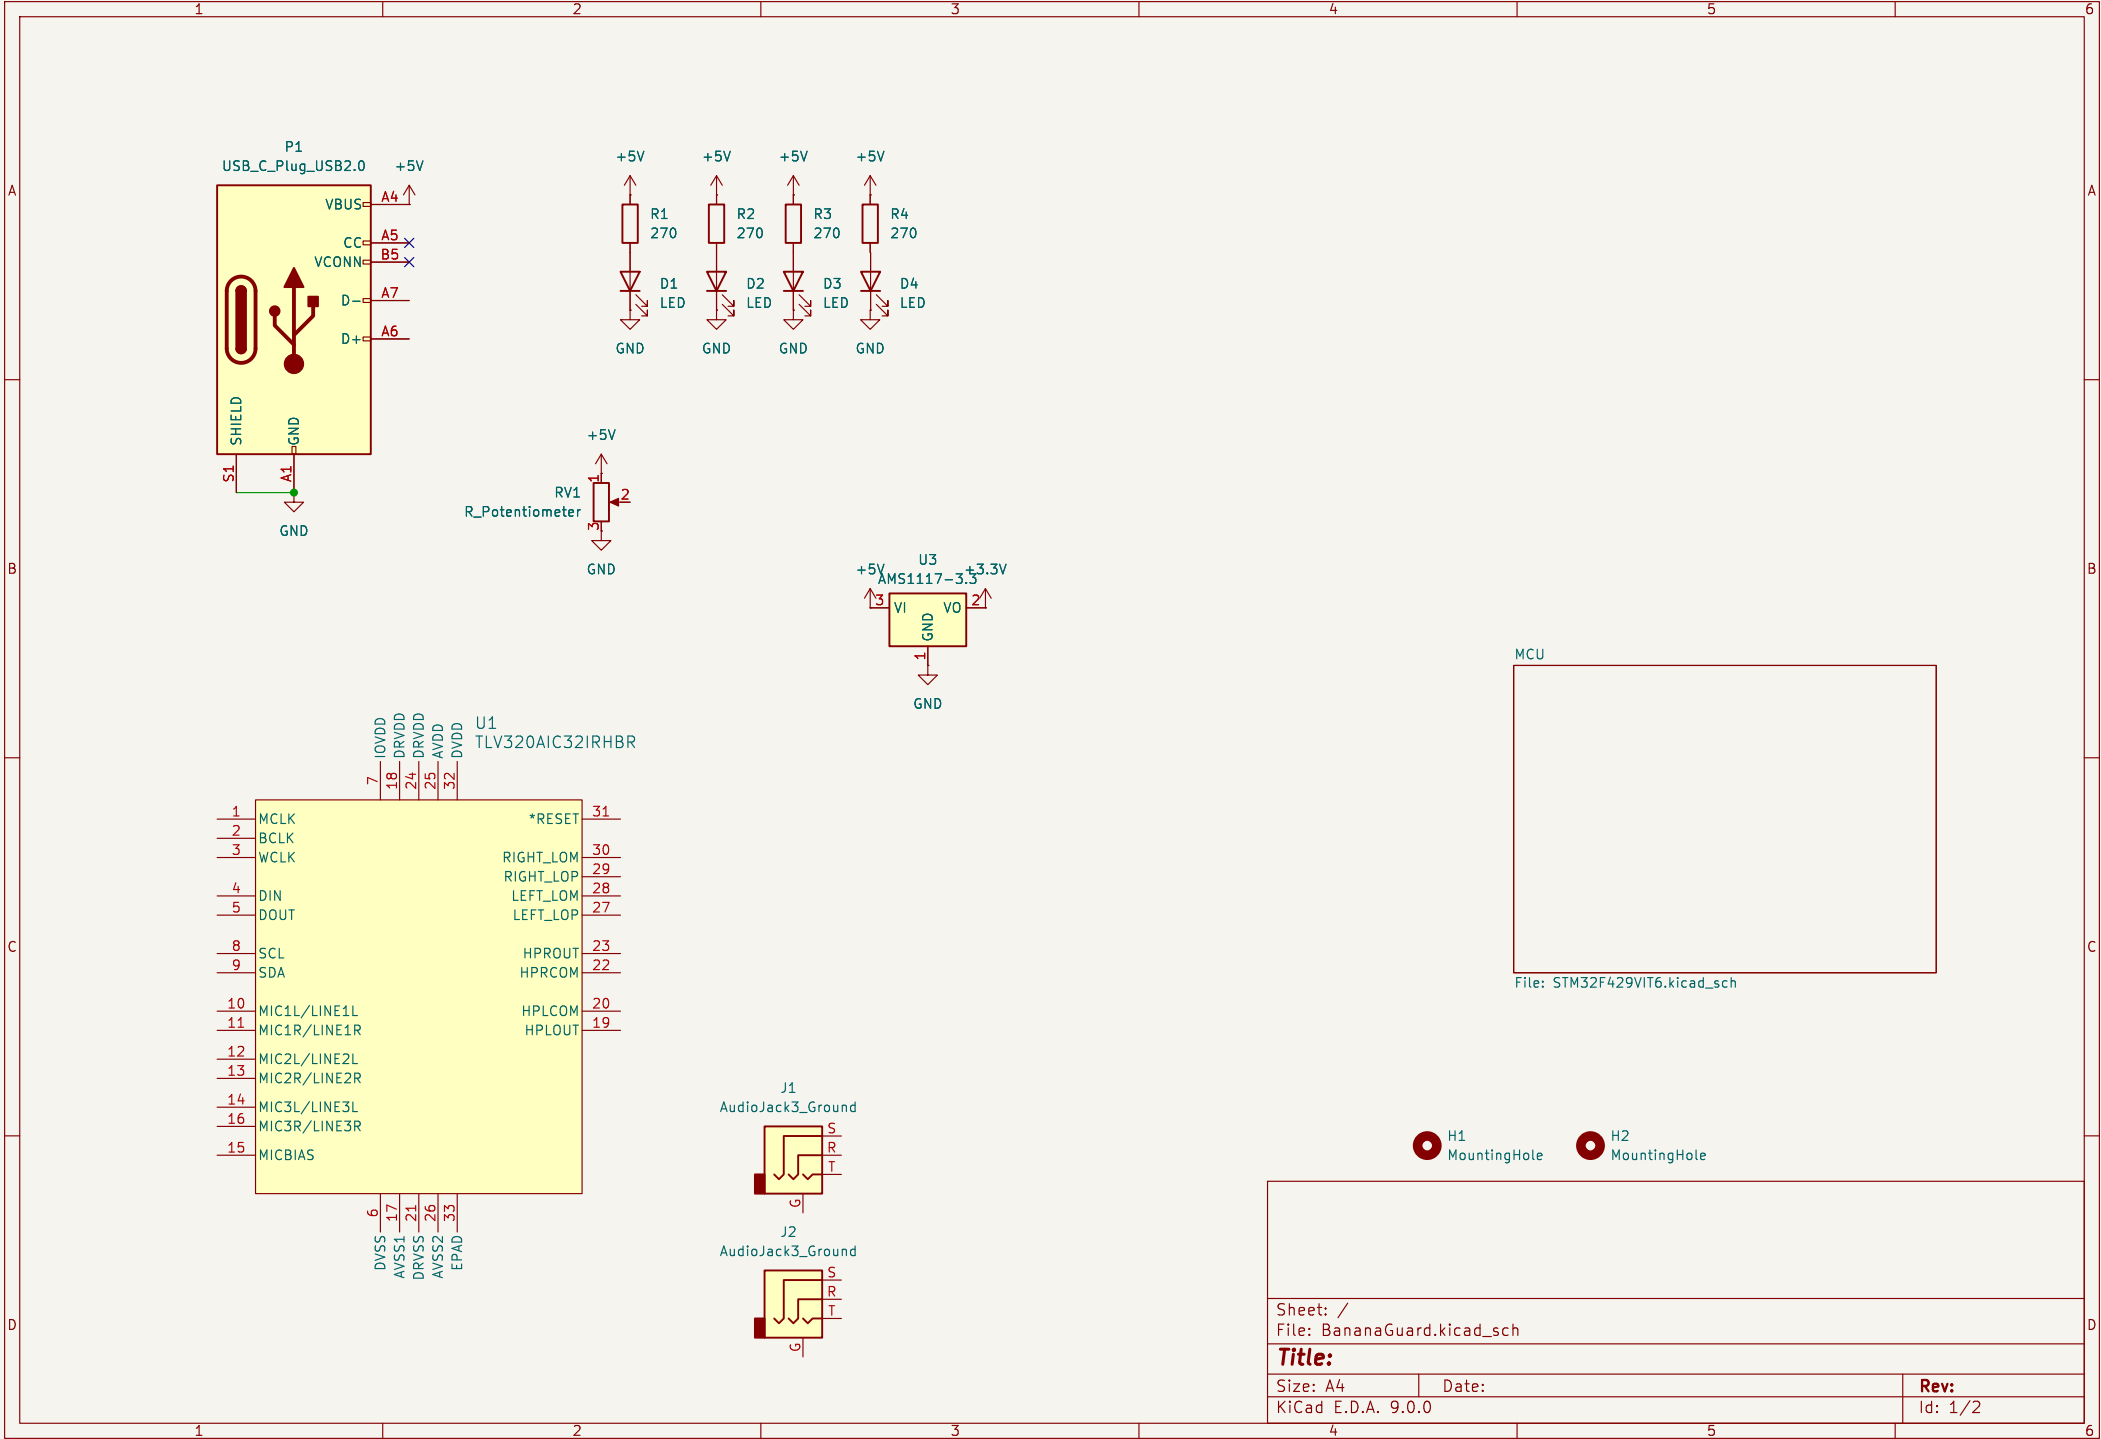 1 2 3 4 5 6
A
B
C
D
P1
USB_C_Plug_USB2.0
+5V
VBUS A4
CC A5
VCONN B5
D- A7
D+ A6
SHIELD
GND
S1
A1
GND
+5V +5V +5V +5V
R1 R2 R3 R4
270 270 270 270
D1 D2 D3 D4
LED LED LED LED
GND GND GND GND
+5V
1
RV1
R_Potentiometer
2
3
GND
U3
+5V
AMS1117-3.3
+3.3V
3 VI VO 2
GND
1
GND
MCU
File: STM32F429VIT6.kicad_sch
U1
TLV320AIC32IRHBR
IOVDD DRVDD DRVDD AVDD DVDD
7 18 24 25 32
1 MCLK
2 BCLK
3 WCLK
4 DIN
5 DOUT
8 SCL
9 SDA
10 MIC1L/LINE1L
11 MIC1R/LINE1R
12 MIC2L/LINE2L
13 MIC2R/LINE2R
14 MIC3L/LINE3L
16 MIC3R/LINE3R
15 MICBIAS
*RESET 31
RIGHT_LOM 30
RIGHT_LOP 29
LEFT_LOM 28
LEFT_LOP 27
HPROUT 23
HPRCOM 22
HPLCOM 20
HPLOUT 19
6 17 21 26 33
DVSS AVSS1 DRVSS AVSS2 EPAD
J1
AudioJack3_Ground
S
R
T
G
J2
AudioJack3_Ground
S
R
T
G
H1
MountingHole
H2
MountingHole
Sheet: /
File: BananaGuard.kicad_sch
Title:
Size: A4 Date: Rev:
KiCad E.D.A. 9.0.0 Id: 1/2
A
B
C
D
1 2 3 4 5 6